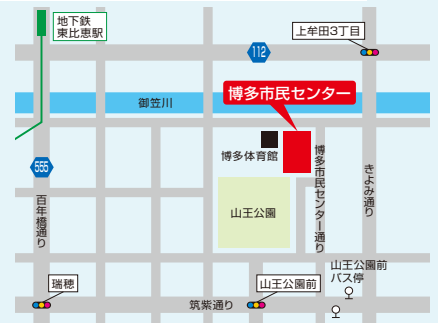 地下鉄
東比恵駅
上牟田3丁目
112
博多市民センター
御笠川
博多体育館
555
百年橋通り
博多市民センター通り
きよみ通り
山王公園
山王公園前
バス停
瑞穂
山王公園前
筑紫通り